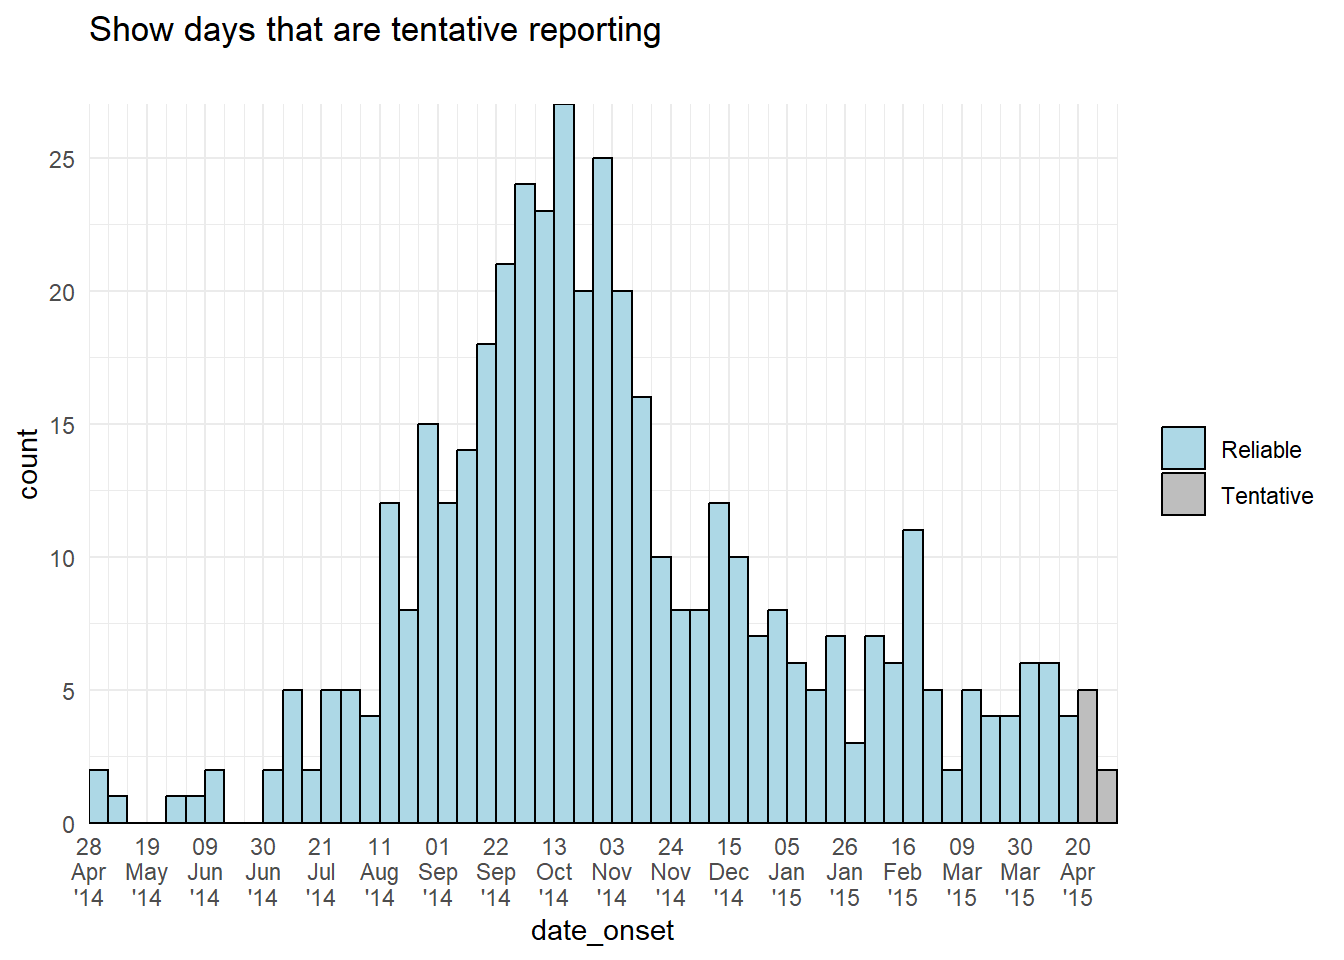 Show days that are tentative reporting
count
25
20
15
10
5
0
28 19 09 30 21 11 01 22 13 03 24 15 05 26 16 09 30 20
Apr May Jun Jun Jul Aug Sep Sep Oct Nov Nov Dec Jan Jan Feb Mar Mar Apr
'14 '14 '14 '14 '14 '14 '14 '14 '14 '14 '14 '14 '15 '15 '15 '15 '15 '15
date_onset
Reliable
Tentative